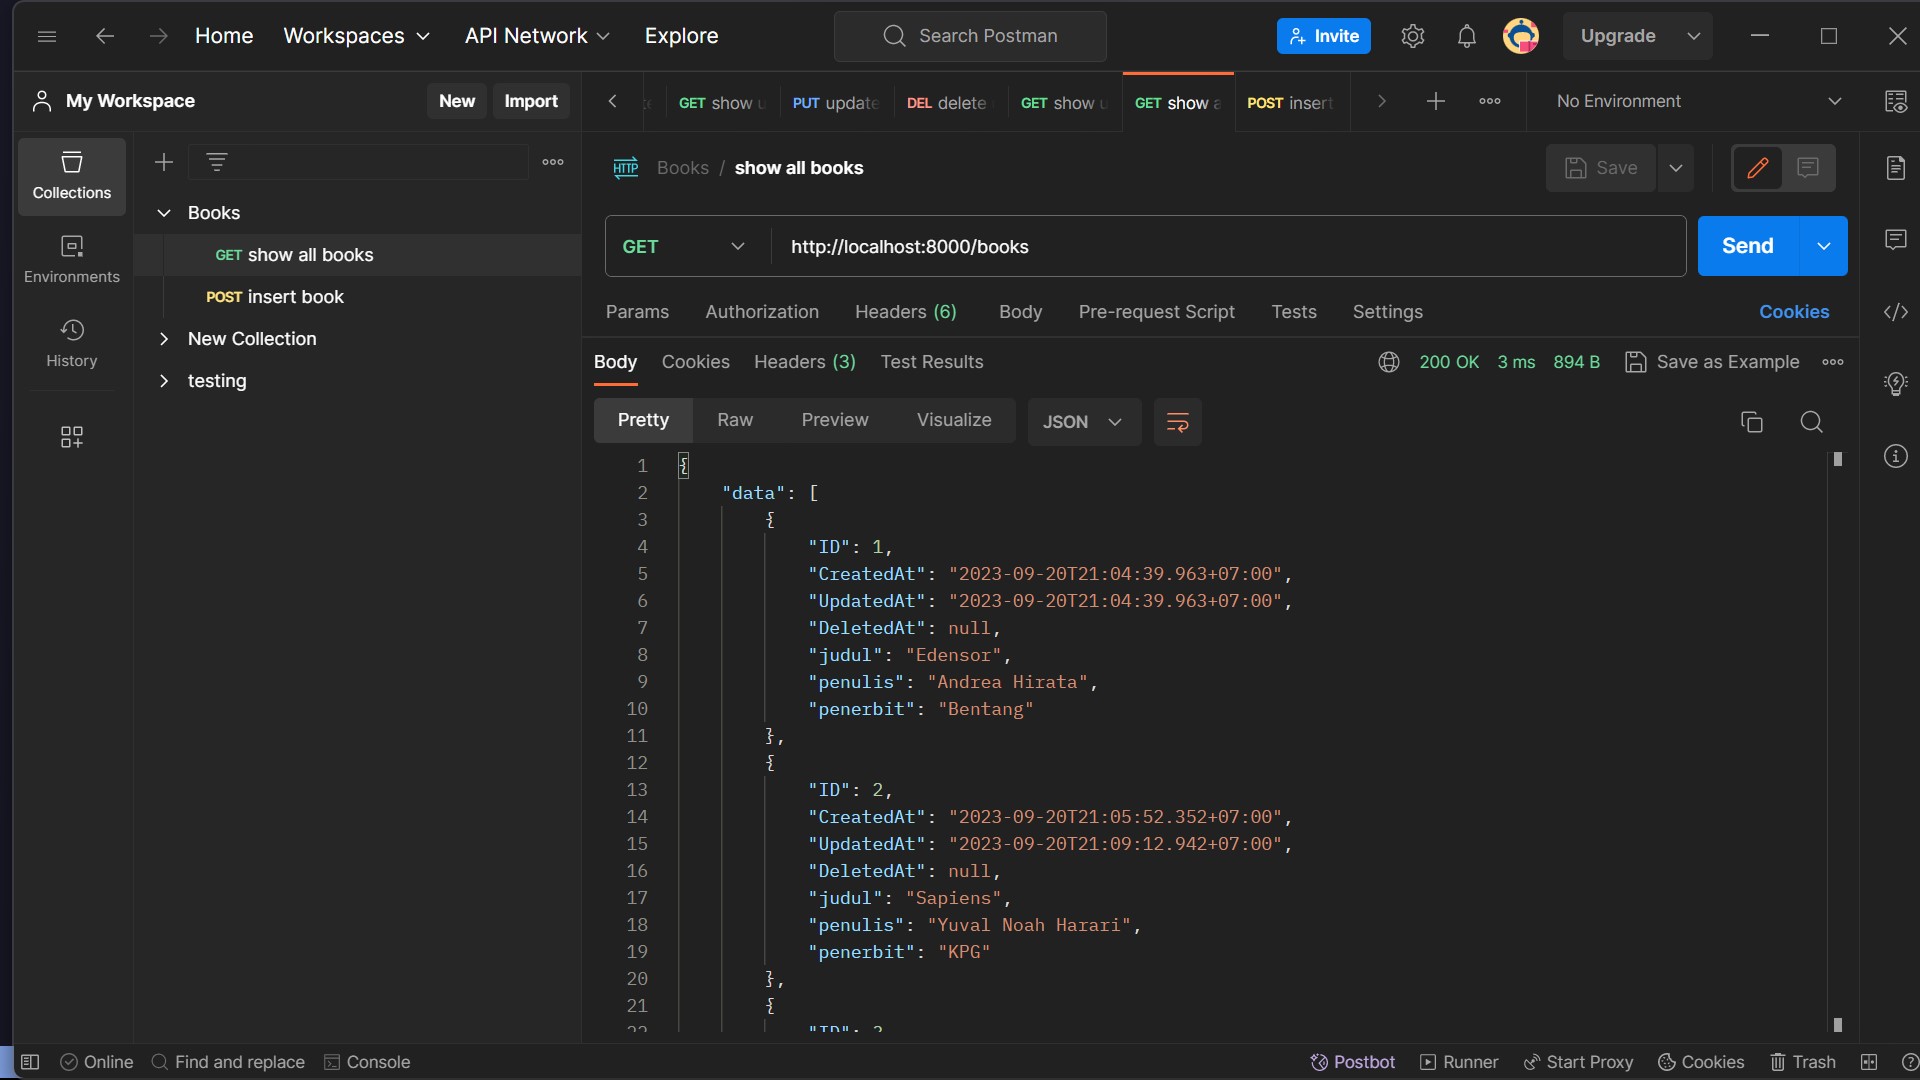 Home Workspaces API Network Explore Search Postman Invite Upgrade
My Workspace New Import GET show PUT update DEL delete GET show GET show POST insert No Environment
Collections
Environments
History
Books
GET show all books
POST insert book
New Collection
testing
HTTP Books / show all books Save
GET http://localhost:8000/books Send
Params Authorization Headers (6) Body Pre-request Script Tests Settings Cookies
Body Cookies Headers (3) Test Results 200 OK 3 ms 894 B Save as Example
Pretty Raw Preview Visualize JSON
1 {
2 "data": [
3 {
4 "ID": 1,
5 "CreatedAt": "2023-09-20T21:04:39.963+07:00",
6 "UpdatedAt": "2023-09-20T21:04:39.963+07:00",
7 "DeletedAt": null,
8 "judul": "Edensor",
9 "penulis": "Andrea Hirata",
10 "penerbit": "Bentang"
11 },
12 {
13 "ID": 2,
14 "CreatedAt": "2023-09-20T21:05:52.352+07:00",
15 "UpdatedAt": "2023-09-20T21:09:12.942+07:00",
16 "DeletedAt": null,
17 "judul": "Sapiens",
18 "penulis": "Yuval Noah Harari",
19 "penerbit": "KPG"
20 },
21 {
22 "ID":
Online Find and replace Console Postbot Runner Start Proxy Cookies Trash